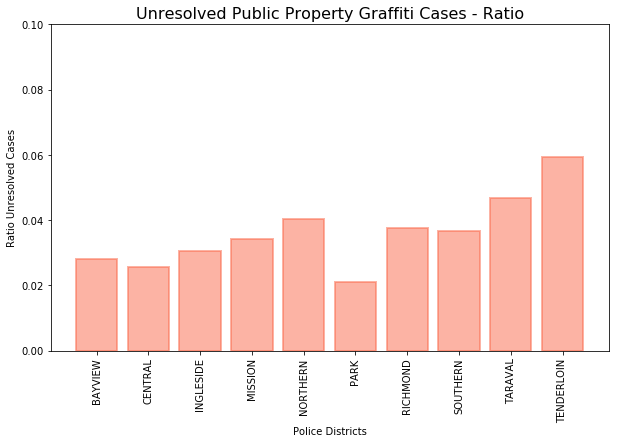 Unresolved Public Property Graffiti Cases - Ratio
0.10
0.08
0.06
0.04
0.02
0.00
Ratio Unresolved Cases
BAYVIEW
CENTRAL
INGLESIDE
MISSION
NORTHERN
PARK
RICHMOND
SOUTHERN
TARAVAL
TENDERLOIN
Police Districts